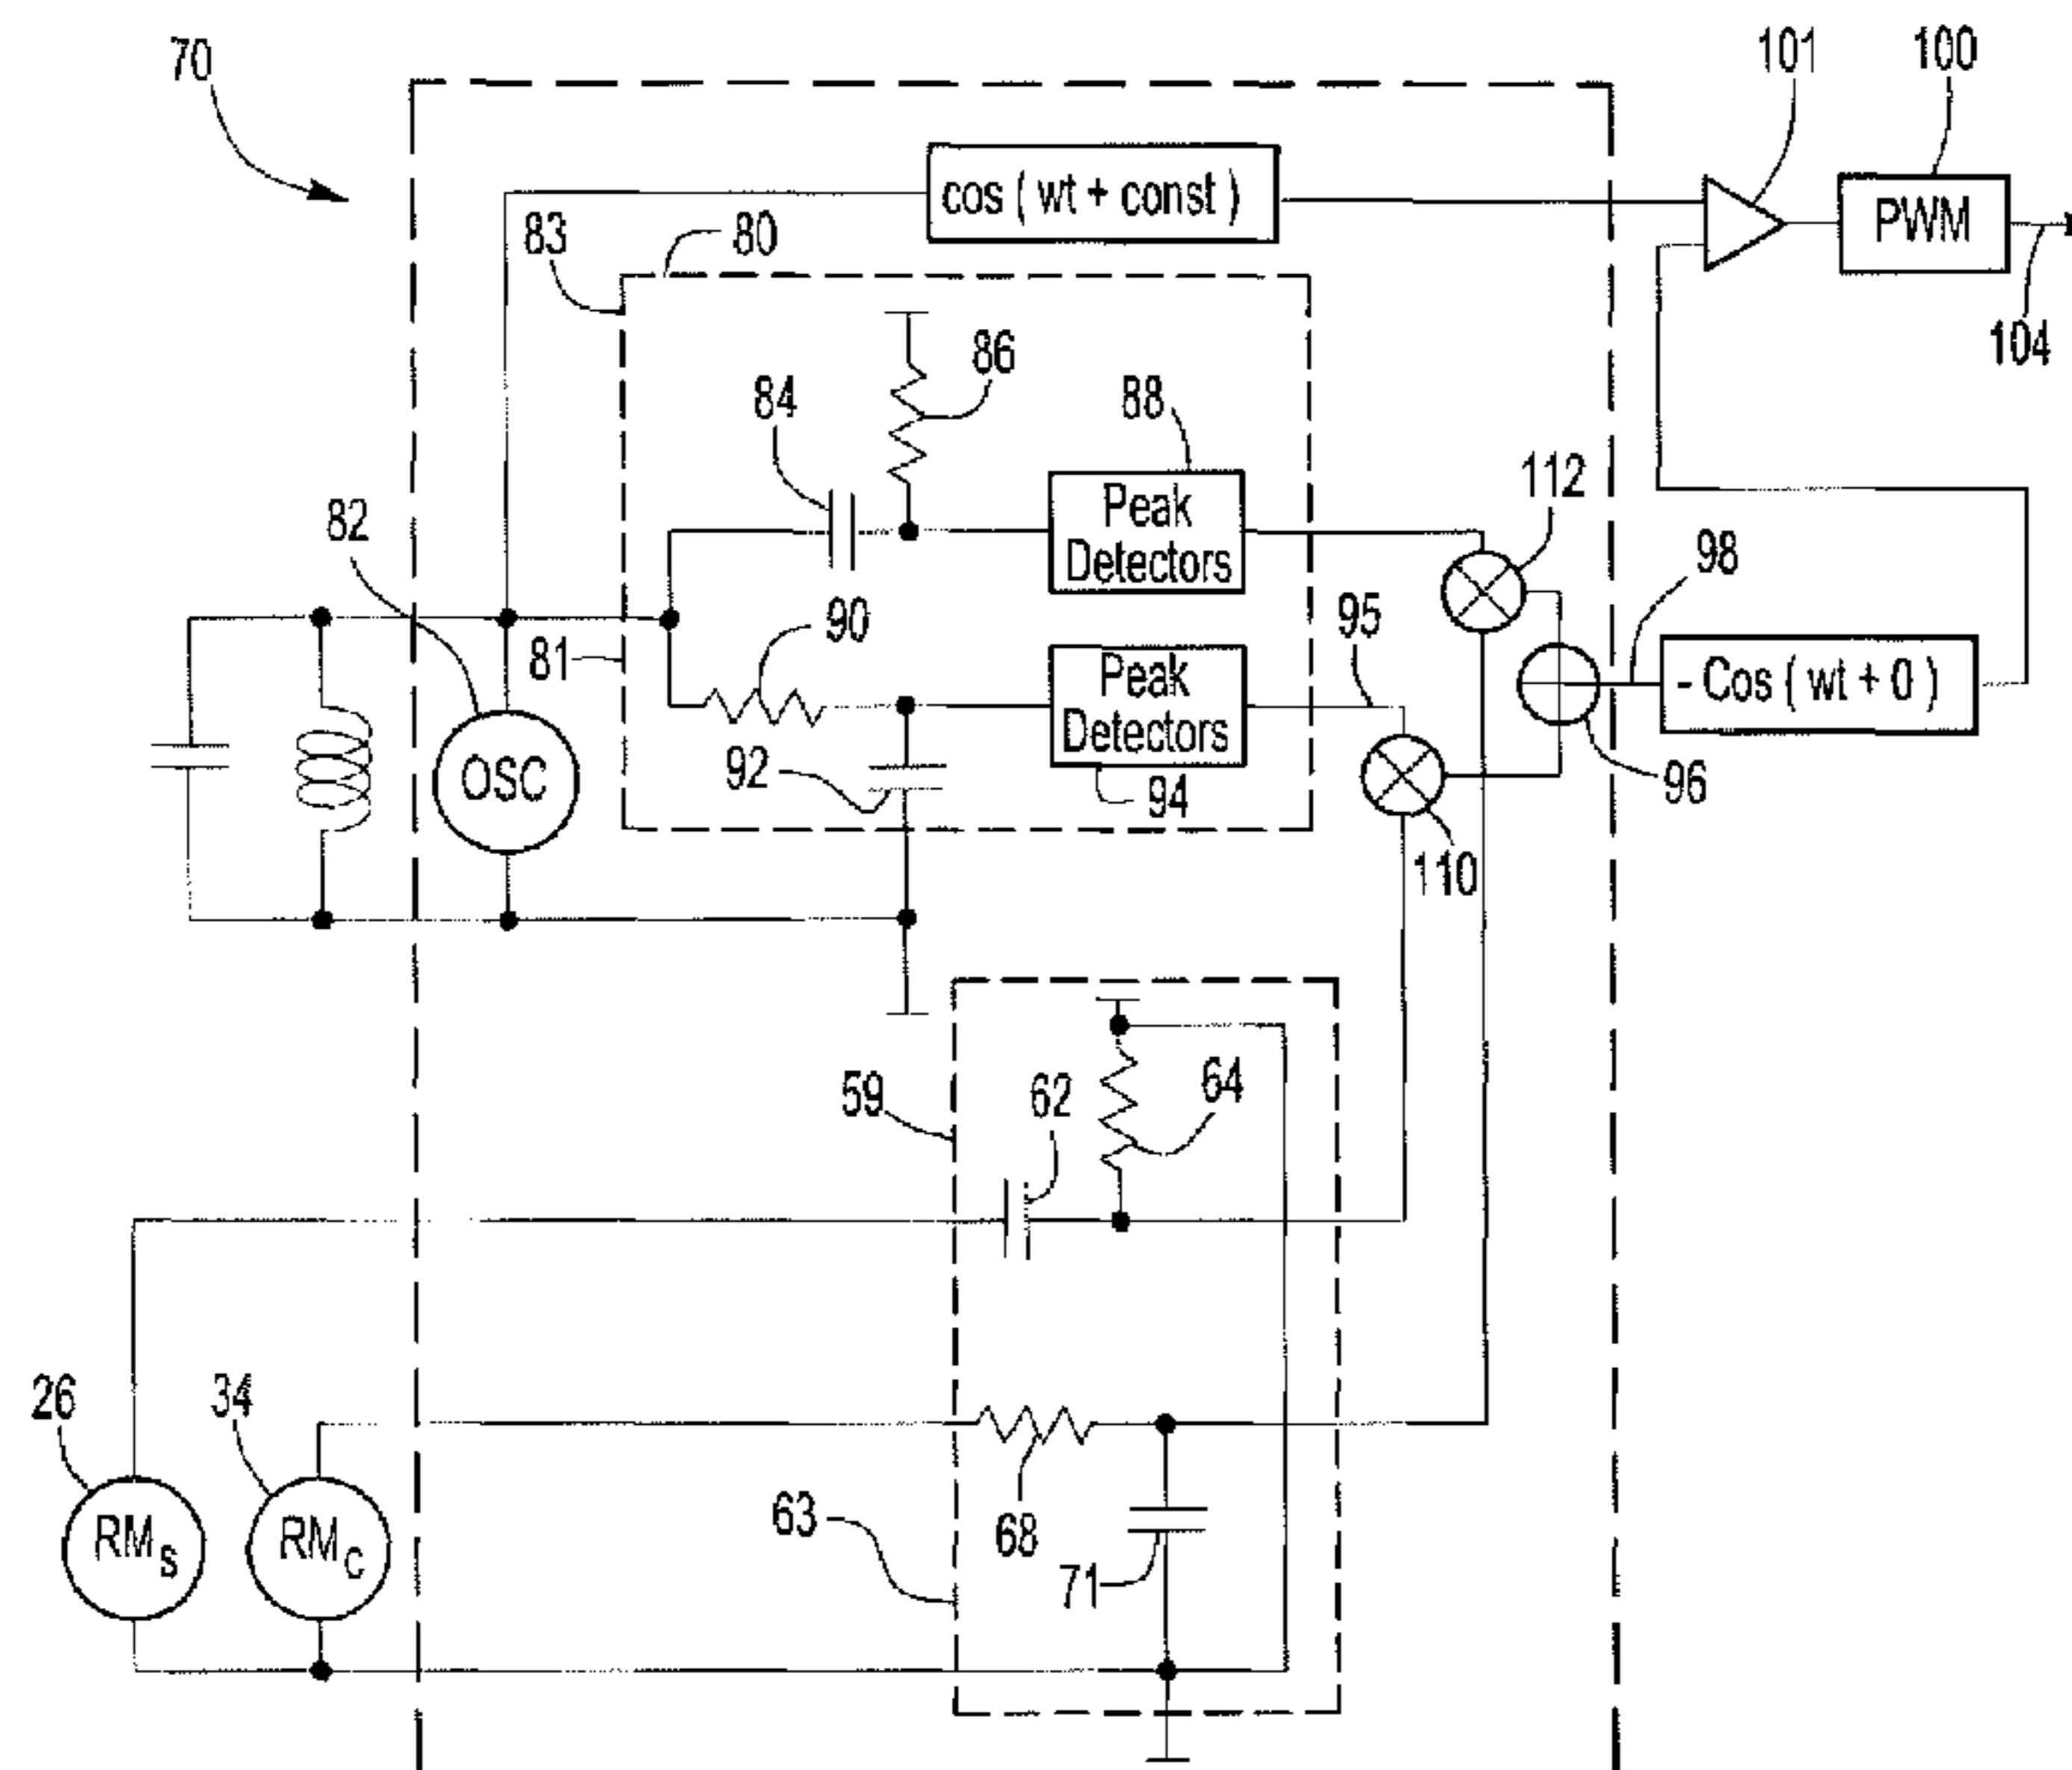 70
101
100
cos ( wt + const )
PWM
83
80
104
86
84
88
Peak
Detectors
112
82
98
90
95
81
Peak
Detectors
- Cos ( wt + 0 )
OSC
92
94
96
110
59
62
64
26
34
RMS
RMC
63
68
71